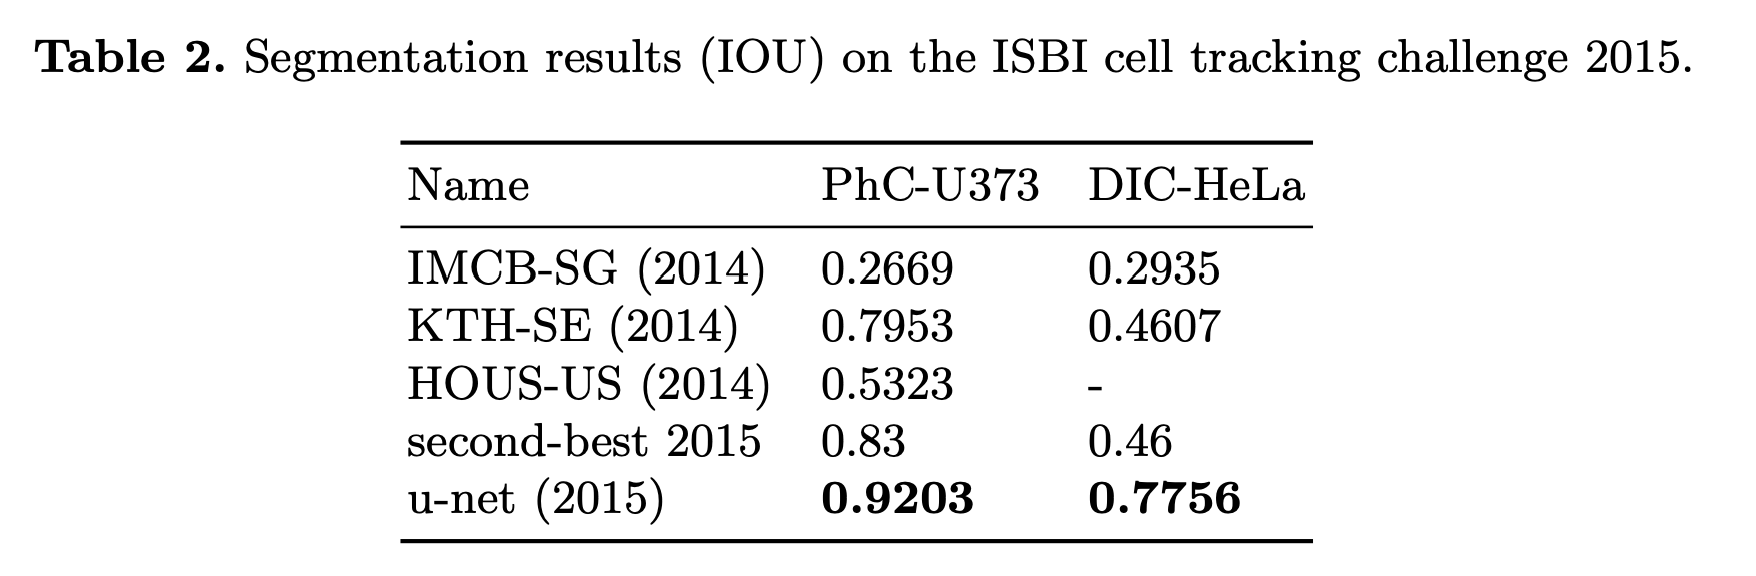 Table 2. Segmentation results (IOU) on the ISBI cell tracking challenge 2015.
Name PhC-U373 DIC-HeLa
IMCB-SG (2014) 0.2669 0.2935
KTH-SE (2014) 0.7953 0.4607
HOUS-US (2014) 0.5323 -
second-best 2015 0.83 0.46
u-net (2015) 0.9203 0.7756